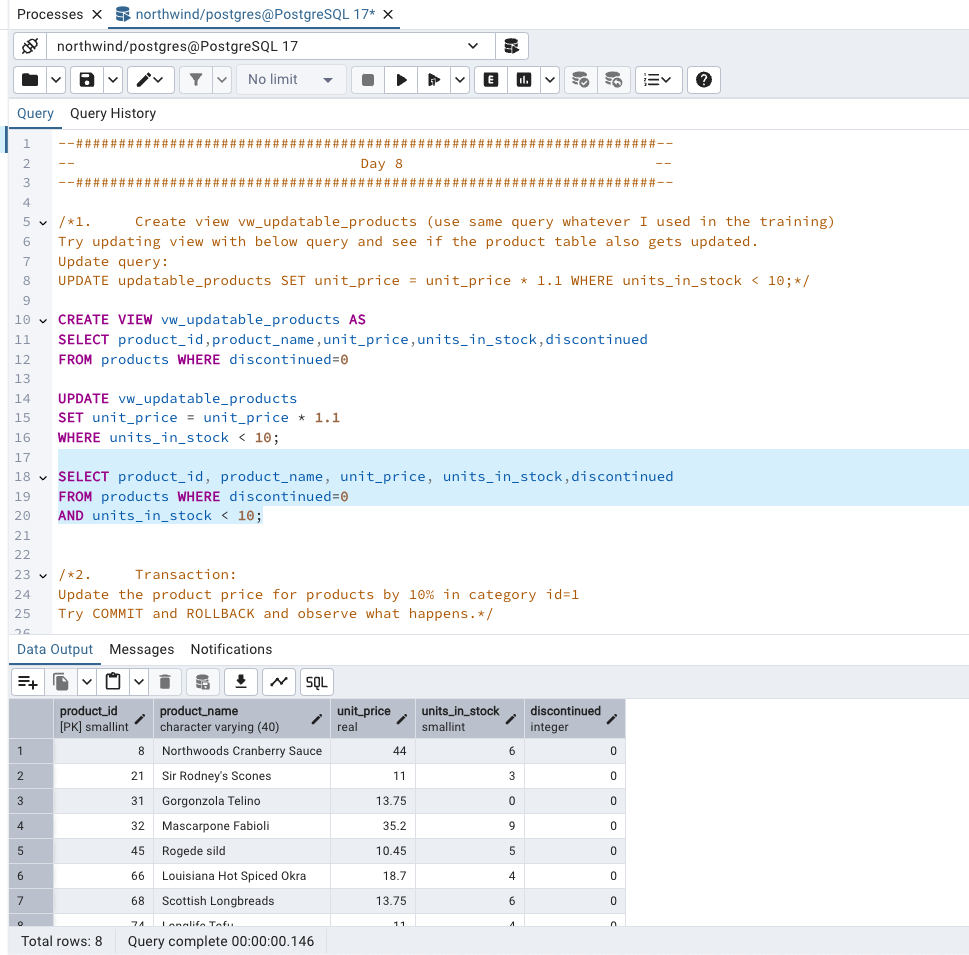 Processes northwind/postgres@PostgreSQL 17*
northwind/postgres@PostgreSQL 17
No limit
Query Query History
1 --####################################################################--
2 -- Day 8 --
3 --####################################################################--
4
5 /*1. Create view vw_updatable_products (use same query whatever I used in the training)
6 Try updating view with below query and see if the product table also gets updated.
7 Update query:
8 UPDATE updatable_products SET unit_price = unit_price * 1.1 WHERE units_in_stock < 10;*/
9
10 CREATE VIEW vw_updatable_products AS
11 SELECT product_id,product_name,unit_price,units_in_stock,discontinued
12 FROM products WHERE discontinued=0
13
14 UPDATE vw_updatable_products
15 SET unit_price = unit_price * 1.1
16 WHERE units_in_stock < 10;
17
18 SELECT product_id, product_name, unit_price, units_in_stock,discontinued
19 FROM products WHERE discontinued=0
20 AND units_in_stock < 10;
21
22
23 /*2. Transaction:
24 Update the product price for products by 10% in category id=1
25 Try COMMIT and ROLLBACK and observe what happens.*/
26
Data Output Messages Notifications
SQL
product_id product_name unit_price units_in_stock discontinued
[PK] smallint character varying (40) real smallint integer
1 8 Northwoods Cranberry Sauce 44 6 0
2 21 Sir Rodney's Scones 11 3 0
3 31 Gorgonzola Telino 13.75 0 0
4 32 Mascarpone Fabioli 35.2 9 0
5 45 Rogede sild 10.45 5 0
6 66 Louisiana Hot Spiced Okra 18.7 4 0
7 68 Scottish Longbreads 13.75 6 0
8 74 Longlife Tofu 11 4 0
Total rows: 8 Query complete 00:00:00.146